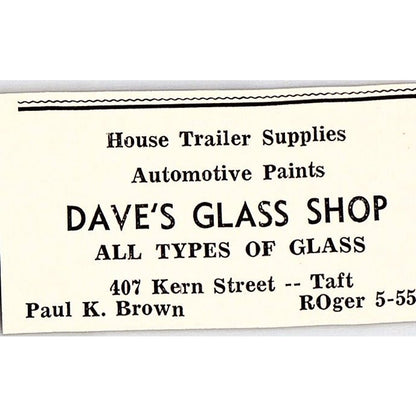 House Trailer Supplies
Automotive Paints
DAVE'S GLASS SHOP
ALL TYPES OF GLASS
407 Kern Street -- Taft
Paul K. Brown ROger 5-55